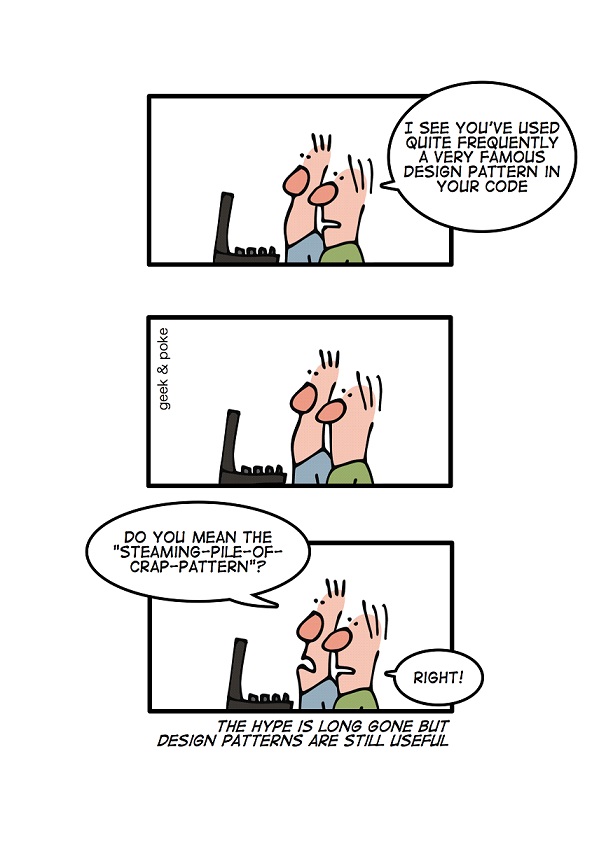 I SEE YOU'VE USED
QUITE FREQUENTLY
A VERY FAMOUS
DESIGN PATTERN IN
YOUR CODE
geek & poke
DO YOU MEAN THE
"STEAMING-PILE-OF-
CRAP-PATTERN"?
RIGHT!
THE HYPE IS LONG GONE BUT
DESIGN PATTERNS ARE STILL USEFUL